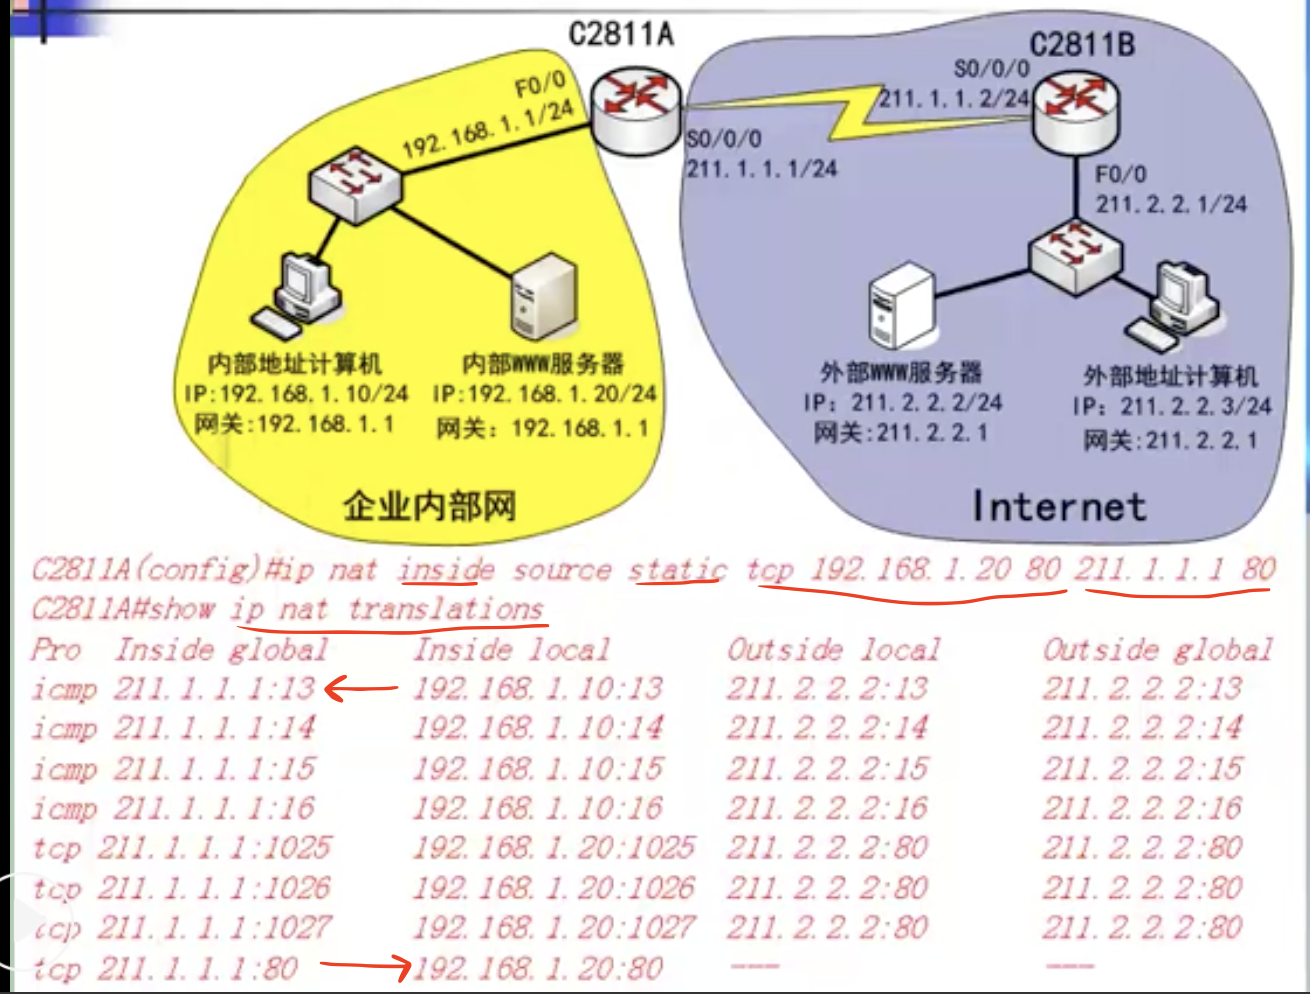 C2811A
C2811B
F0/0
192.168.1.1/24
S0/0/0
211.1.1.2/24
S0/0/0
211.1.1.1/24
F0/0
211.2.2.1/24
内部地址计算机
IP:192.168.1.10/24
网关:192.168.1.1
内部WWW服务器
IP:192.168.1.20/24
网关: 192.168.1.1
外部WWW服务器
IP: 211.2.2.2/24
网关:211.2.2.1
外部地址计算机
IP: 211.2.2.3/24
网关:211.2.2.1
企业内部网
Internet
C2811A(config)#ip nat inside source static tcp 192.168.1.20 80 211.1.1.1 80
C2811A#show ip nat translations
Pro Inside global Inside local Outside local Outside global
icmp 211.1.1.1:13 192.168.1.10:13 211.2.2.2:13 211.2.2.2:13
icmp 211.1.1.1:14 192.168.1.10:14 211.2.2.2:14 211.2.2.2:14
icmp 211.1.1.1:15 192.168.1.10:15 211.2.2.2:15 211.2.2.2:15
icmp 211.1.1.1:16 192.168.1.10:16 211.2.2.2:16 211.2.2.2:16
tcp 211.1.1.1:1025 192.168.1.20:1025 211.2.2.2:80 211.2.2.2:80
tcp 211.1.1.1:1026 192.168.1.20:1026 211.2.2.2:80 211.2.2.2:80
tcp 211.1.1.1:1027 192.168.1.20:1027 211.2.2.2:80 211.2.2.2:80
tcp 211.1.1.1:80 192.168.1.20:80 --- ---